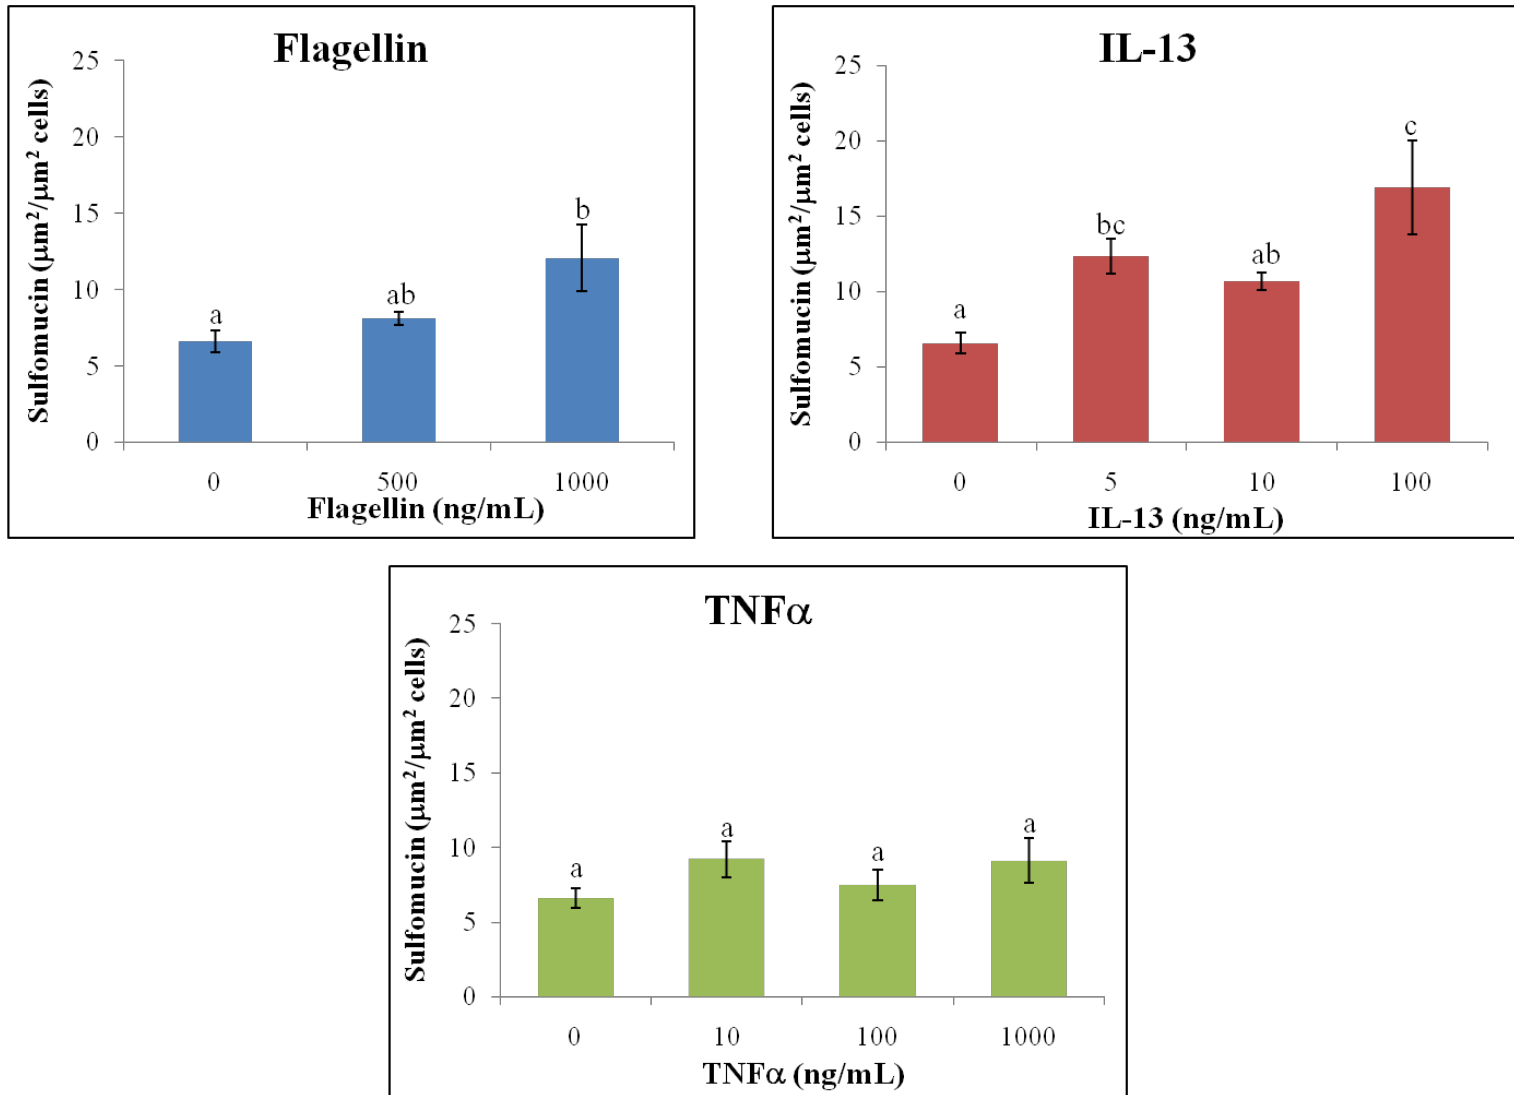 Flagellin
Sulfomucin (µm²/µm² cells)
25
20
15
10
5
0
a
ab
b
0 500 1000
Flagellin (ng/mL)
IL-13
Sulfomucin (µm²/µm² cells)
25
20
15
10
5
0
a
bc
ab
c
0 5 10 100
IL-13 (ng/mL)
TNFα
Sulfomucin (µm²/µm² cells)
25
20
15
10
5
0
a
a
a
a
0 10 100 1000
TNFα (ng/mL)